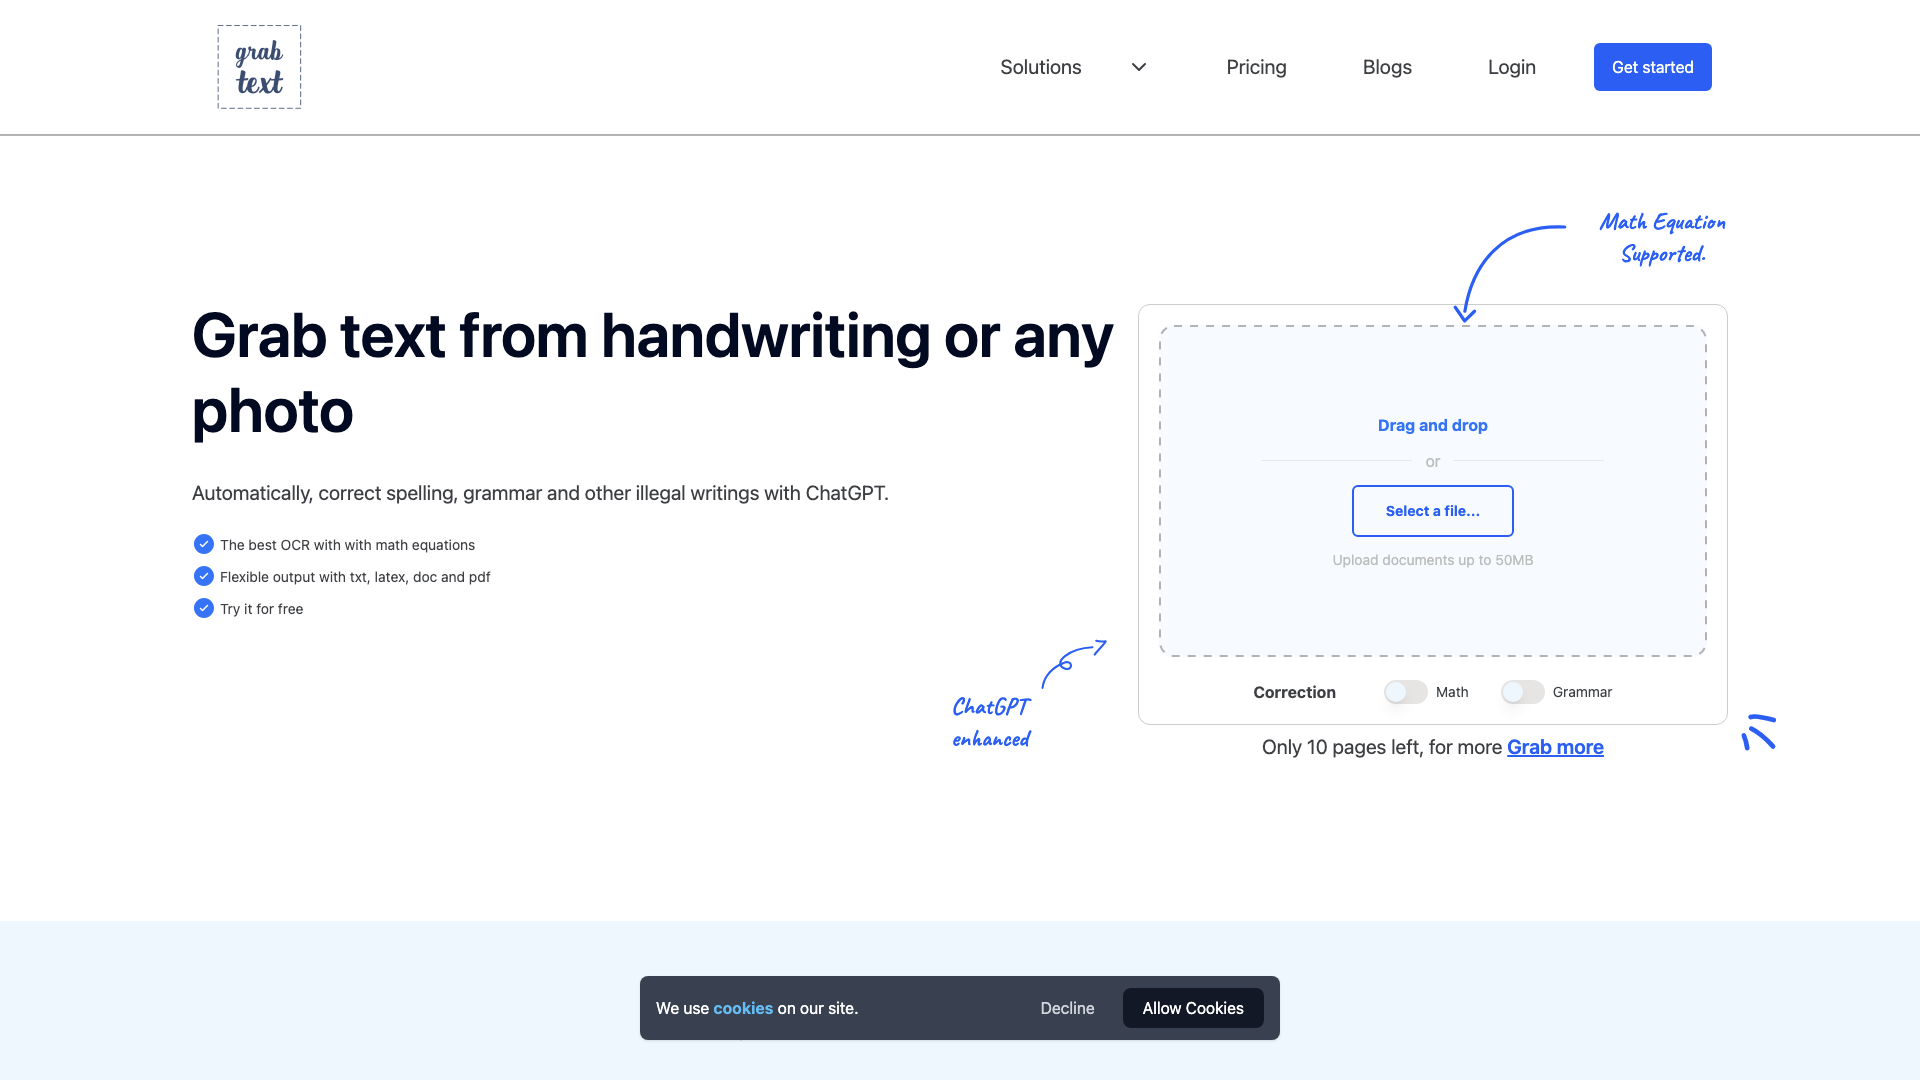 grab
text
Solutions
Pricing
Blogs
Login
Get started
Math Equation
Supported.
Grab text from handwriting or any
photo
Automatically, correct spelling, grammar and other illegal writings with ChatGPT.
The best OCR with with math equations
Flexible output with txt, latex, doc and pdf
Try it for free
ChatGPT
enhanced
Drag and drop
or
Select a file...
Upload documents up to 50MB
Correction
Math
Grammar
Only 10 pages left, for more Grab more
We use cookies on our site.
Decline
Allow Cookies